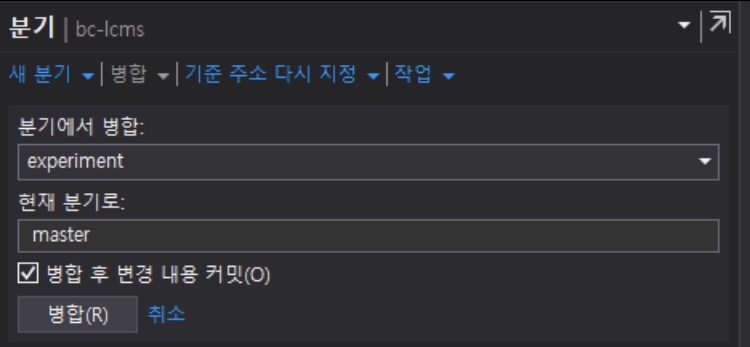 분기 | bc-lcms
새 분기 | 병합 | 기준 주소 다시 지정 | 작업
분기에서 병합:
experiment
현재 분기로:
master
병합 후 변경 내용 커밋(O)
병합(R) 취소